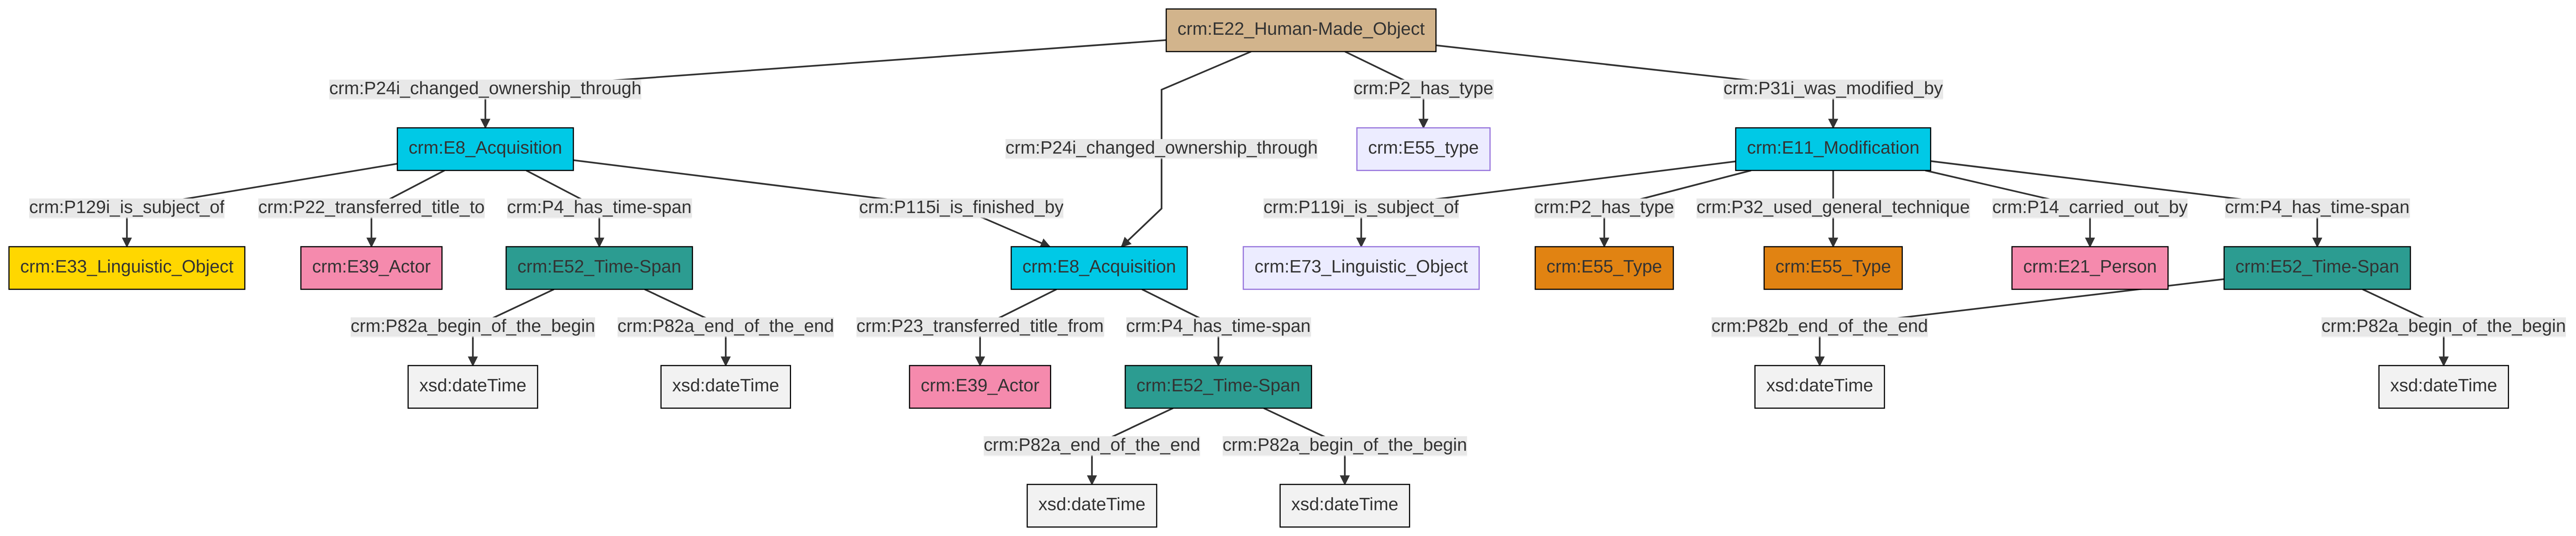 crm:E22_Human-Made_Object
crm:P24i_changed_ownership_through
crm:P2_has_type
crm:P31i_was_modified_by
crm:E8_Acquisition
crm:P24i_changed_ownership_through
crm:E55_type
crm:E11_Modification
crm:P129i_is_subject_of
crm:P22_transferred_title_to
crm:P4_has_time-span
crm:P115i_is_finished_by
crm:P119i_is_subject_of
crm:P2_has_type
crm:P32_used_general_technique
crm:P14_carried_out_by
crm:P4_has_time-span
crm:E33_Linguistic_Object
crm:E39_Actor
crm:E52_Time-Span
crm:E8_Acquisition
crm:E73_Linguistic_Object
crm:E55_Type
crm:E55_Type
crm:E21_Person
crm:E52_Time-Span
crm:P82a_begin_of_the_begin
crm:P82a_end_of_the_end
crm:P23_transferred_title_from
crm:P4_has_time-span
crm:P82b_end_of_the_end
crm:P82a_begin_of_the_begin
xsd:dateTime
xsd:dateTime
crm:E39_Actor
crm:E52_Time-Span
xsd:dateTime
xsd:dateTime
crm:P82a_end_of_the_end
crm:P82a_begin_of_the_begin
xsd:dateTime
xsd:dateTime